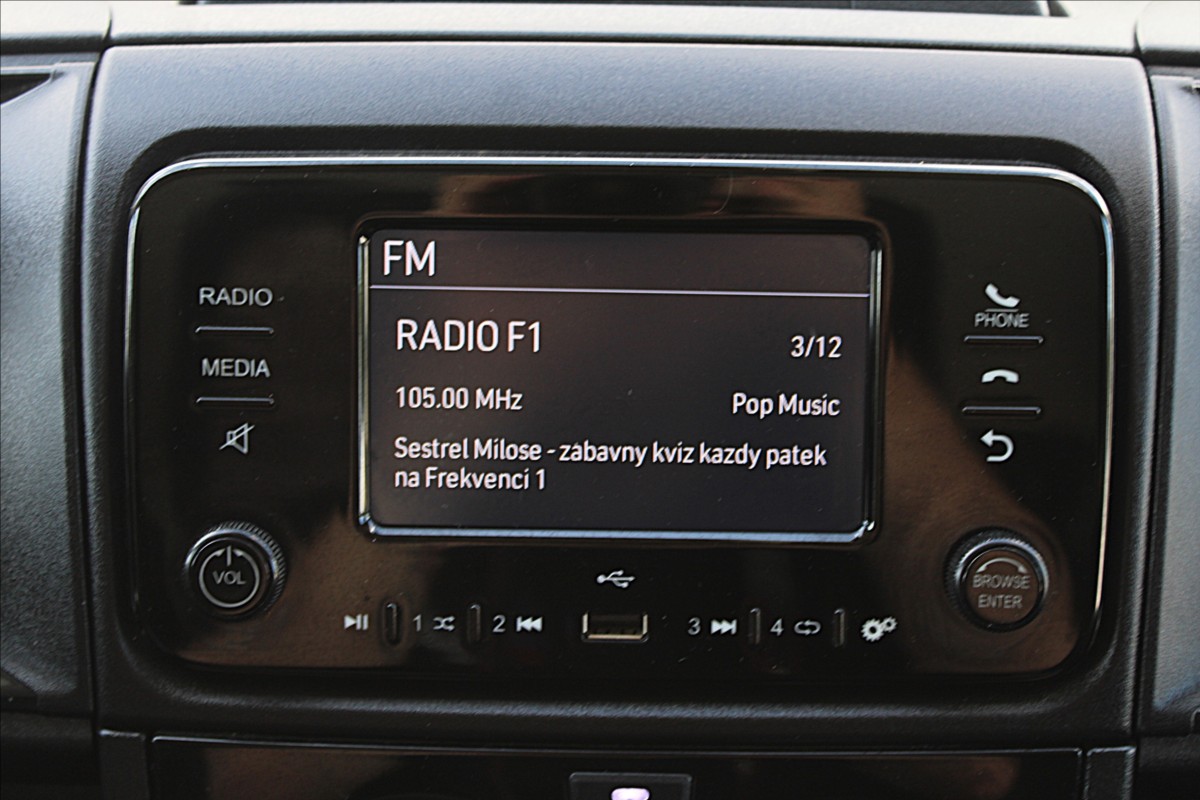 FM
RADIO F1
3/12
105.00 MHz
Pop Music
Sestrel Milose - zabavny kviz kazdy patek
na Frekvenci 1
RADIO
MEDIA
PHONE
VOL
BROWSE
ENTER
1
2
3
4